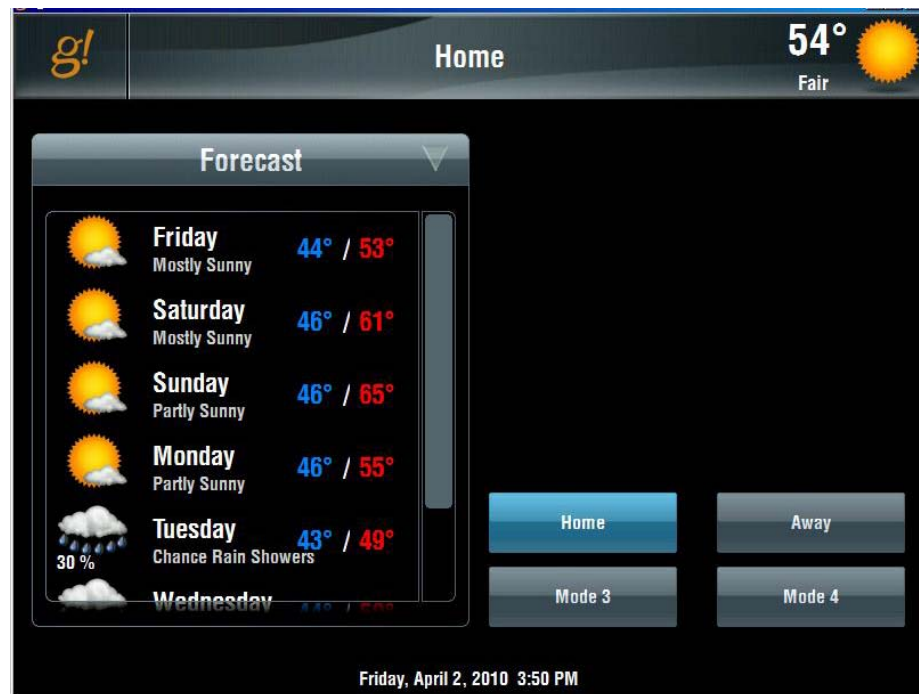 g!
Home
54°
Fair
Forecast
Friday
44° / 53°
Mostly Sunny
Saturday
46° / 61°
Mostly Sunny
Sunday
46° / 65°
Partly Sunny
Monday
46° / 55°
Partly Sunny
Tuesday
43° / 49°
Chance Rain Showers
30 %
Wednesday
Home
Away
Mode 3
Mode 4
Friday, April 2, 2010 3:50 PM